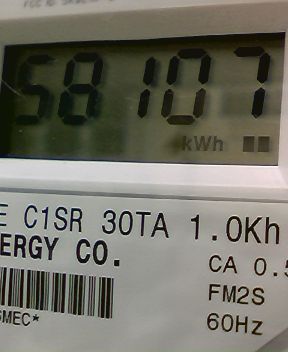 58107
kWh
E C1SR 30TA 1.0Kh
ERGY CO.
CA 0.5
FM2S
SMEC*
60Hz